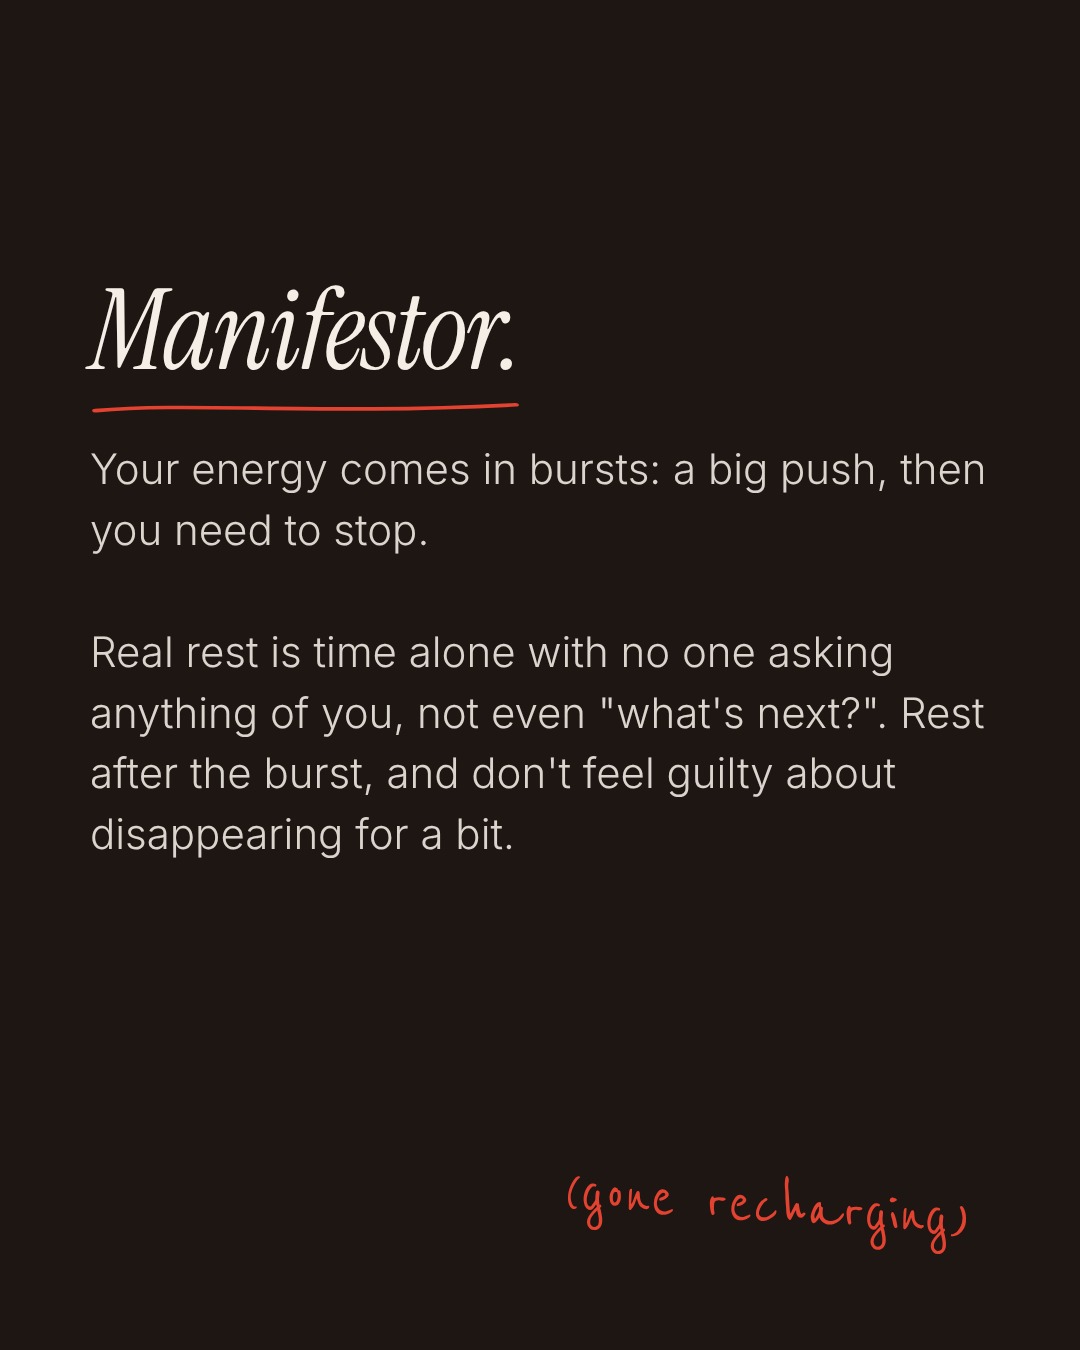 Manifestor.
Your energy comes in bursts: a big push, then
you need to stop.
Real rest is time alone with no one asking
anything of you, not even "what's next?". Rest
after the burst, and don't feel guilty about
disappearing for a bit.
(gone recharging)